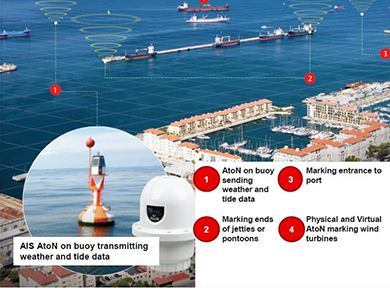 1
2
3
AIS AtoN on buoy transmitting
weather and tide data
1
AtoN on buoy
sending
weather and
tide data
2
Marking ends
of jetties or
pontoons
3
Marking entrance to
port
4
Physical and Virtual
AtoN marking wind
turbines